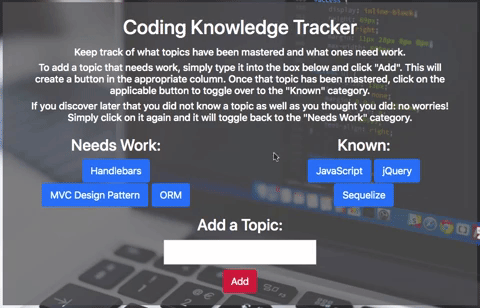 Coding Knowledge Tracker
Keep track of what topics have been mastered and what ones need work.
To add a topic that needs work, simply type it into the box below and click "Add". This will
create a button in the appropriate column. Once that topic has been mastered, click on the
applicable button to toggle over to the "Known" category.
If you discover later that you did not know a topic as well as you thought you did: no worries!
Simply click on it again and it will toggle back to the "Needs Work" category.
Needs Work:
Known:
Handlebars
JavaScript
jQuery
MVC Design Pattern
ORM
Sequelize
Add a Topic:
Add